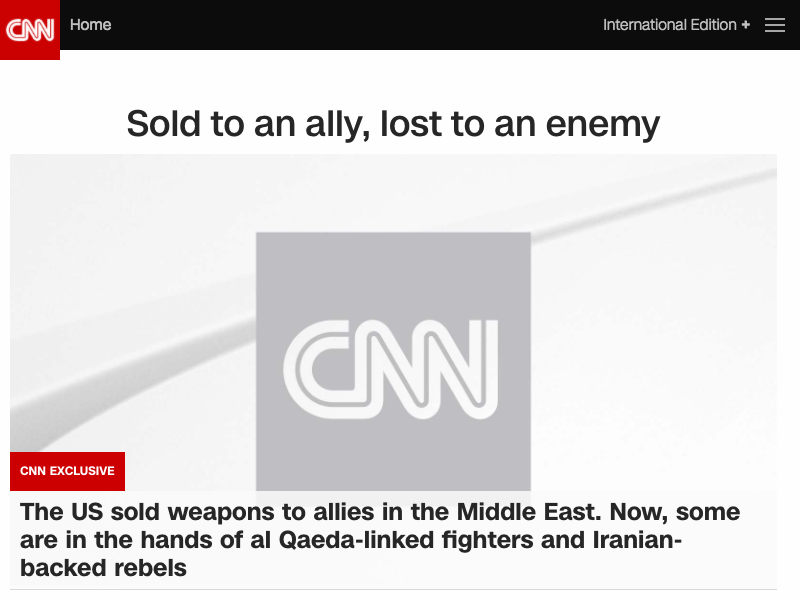 CNN Home International Edition +
Sold to an ally, lost to an enemy
CNN
CNN EXCLUSIVE
The US sold weapons to allies in the Middle East. Now, some
are in the hands of al Qaeda-linked fighters and Iranian-
backed rebels